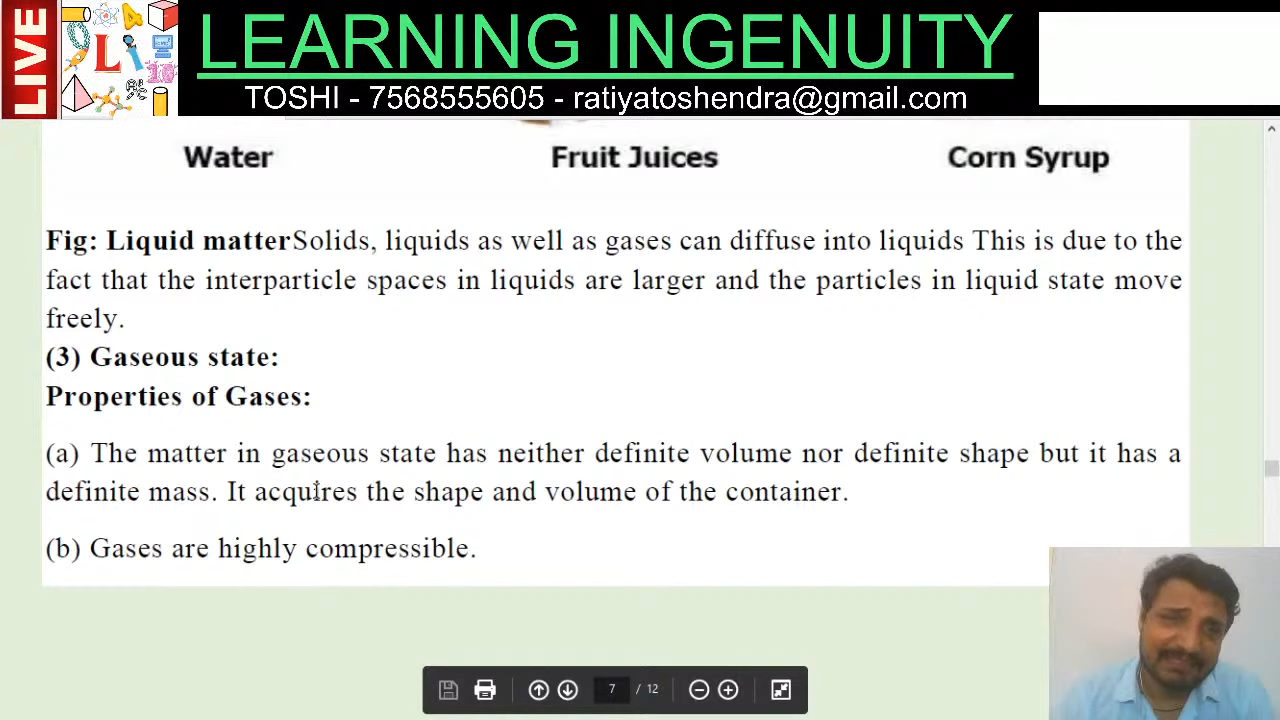 LIVE
LEARNING INGENUITY
TOSHI - 7568555605 - ratiyatoshendra@gmail.com
Water Fruit Juices Corn Syrup
Fig: Liquid matterSolids, liquids as well as gases can diffuse into liquids This is due to the
fact that the interparticle spaces in liquids are larger and the particles in liquid state move
freely.
(3) Gaseous state:
Properties of Gases:
(a) The matter in gaseous state has neither definite volume nor definite shape but it has a
definite mass. It acquires the shape and volume of the container.
(b) Gases are highly compressible.
7 / 12